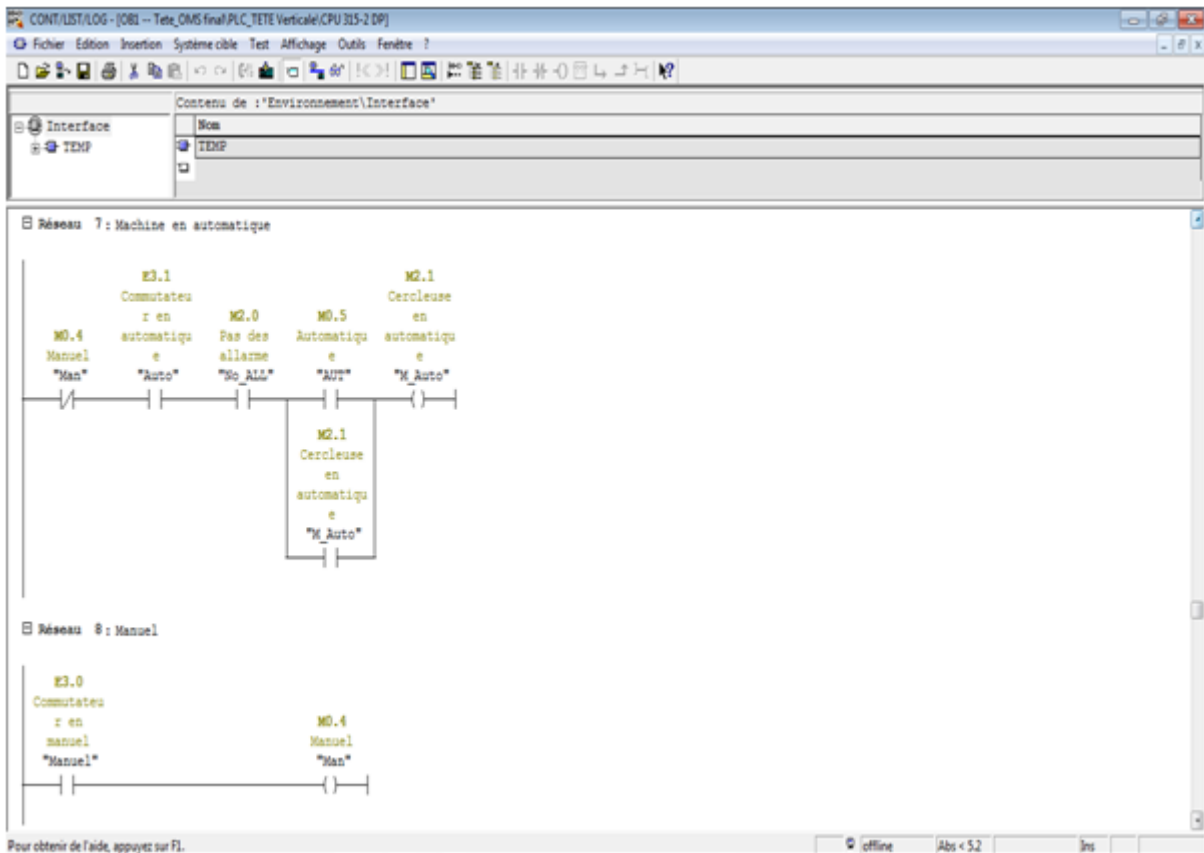 CONT/LIST/LOG - [OB1 -- Tete_OMS final\PLC_TETE Verticale\CPU 315-2 DP]
Fichier Edition Insertion Système cible Test Affichage Outils Fenêtre ?
Contenu de :'Environnement\Interface'
Interface
TEMP
Nom
TEMP
Réseau 7: Machine en automatique
M0.4
Manuel
"Man"
E3.1
Commutateu
r en
automatiqu
e
"Auto"
M2.0
Pas des
allarme
"No_ALL"
M0.5
Automatiqu
e
"AUT"
M2.1
Cercleuse
en
automatiqu
e
"M_Auto"
M2.1
Cercleuse
en
automatiqu
e
"M_Auto"
Réseau 8: Manuel
E3.0
Commutateu
r en
manuel
"Manuel"
M0.4
Manuel
"Man"
Pour obtenir de l'aide, appuyez sur F1.
offline
Abs < 5.2
Ins